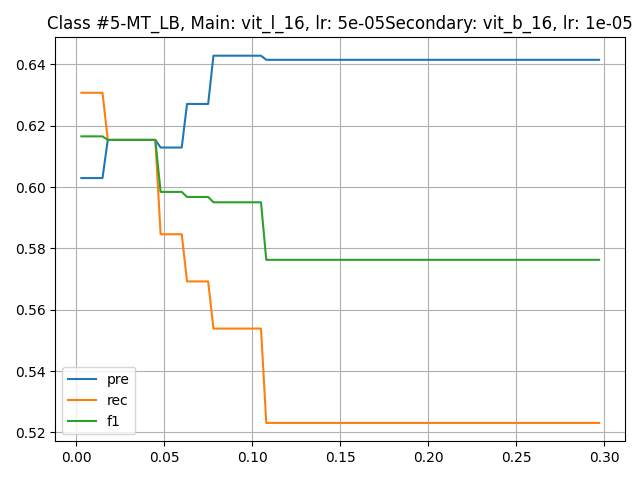 Class #5-MT_LB, Main: vit_l_16, lr: 5e-05Secondary: vit_b_16, lr: 1e-05
0.64
0.62
0.60
0.58
0.56
0.54
0.52
pre
rec
f1
0.00 0.05 0.10 0.15 0.20 0.25 0.30